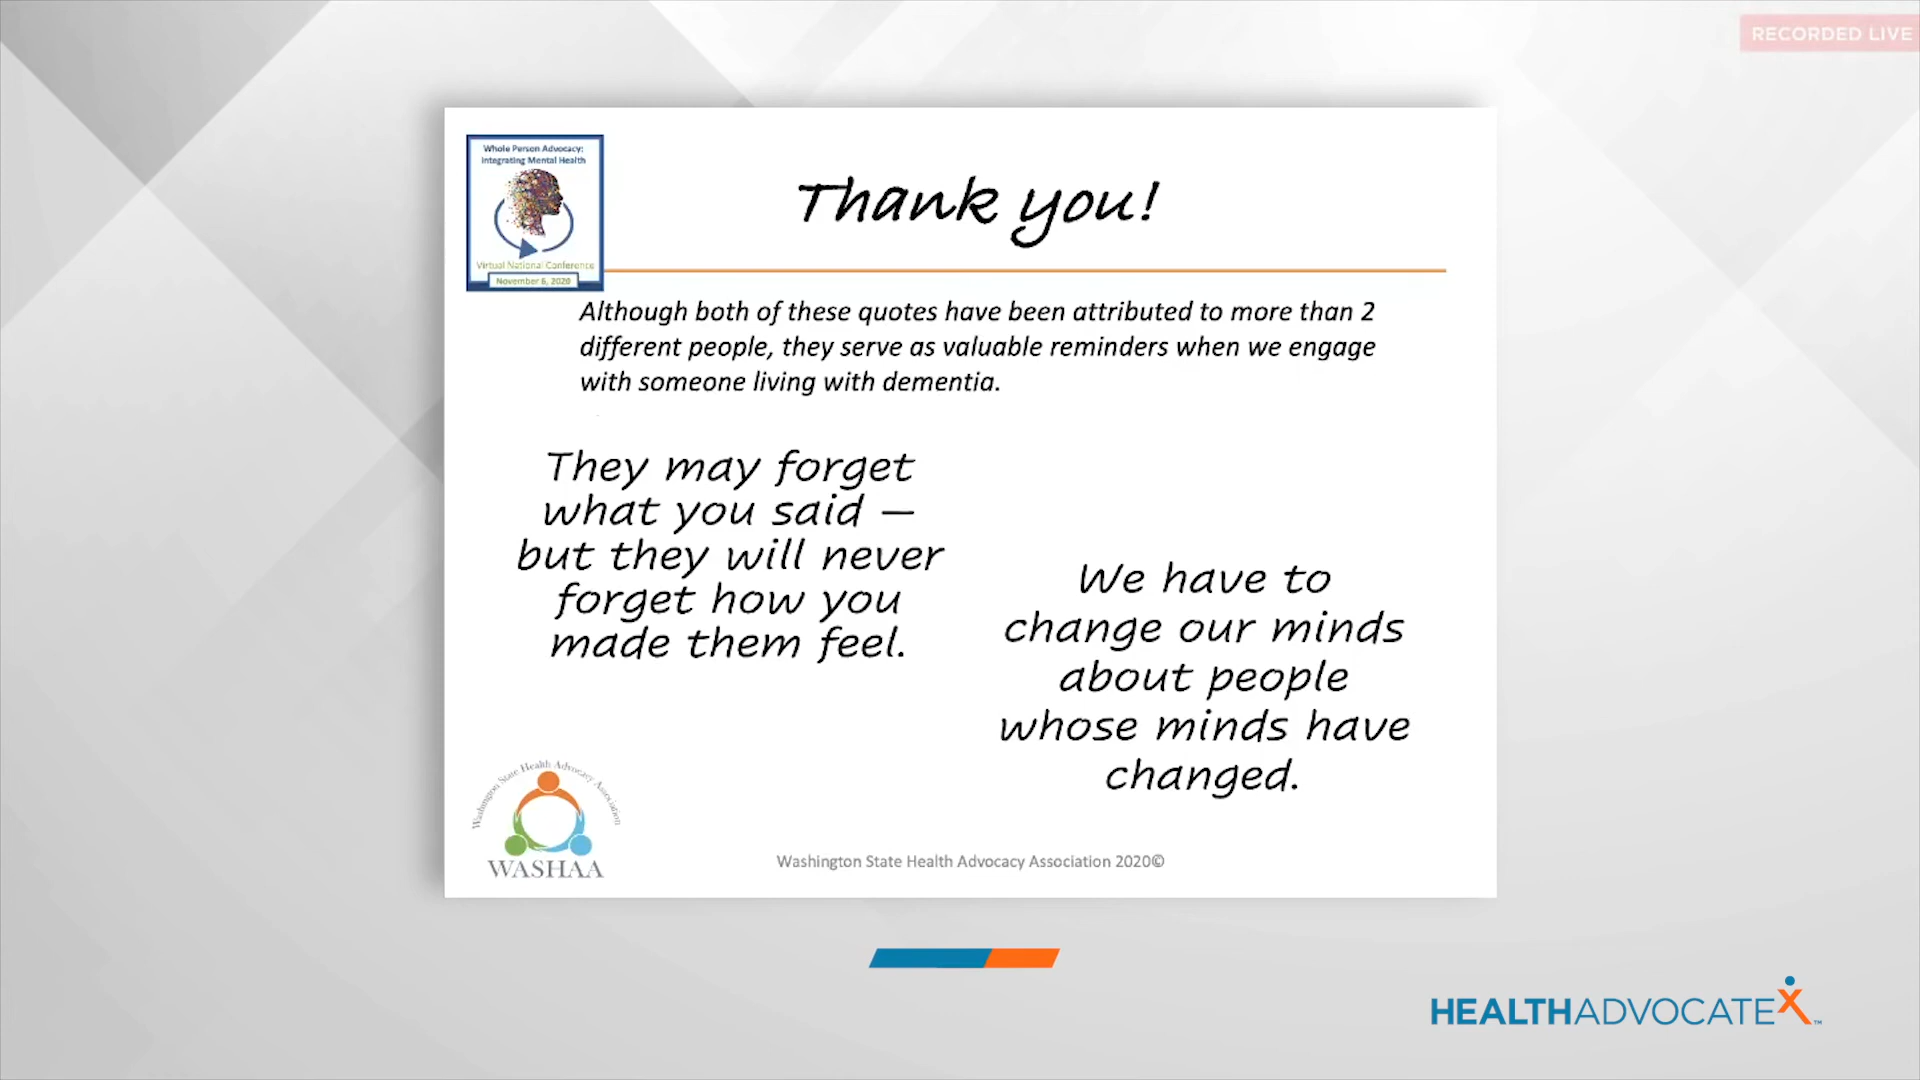 RECORDED LIVE
Whole Person Advocacy:
Integrating Mental Health
Virtual National Conference
November 6, 2020
Thank you!
Although both of these quotes have been attributed to more than 2
different people, they serve as valuable reminders when we engage
with someone living with dementia.
They may forget
what you said —
but they will never
forget how you
made them feel.
We have to
change our minds
about people
whose minds have
changed.
Washington State Health Advocacy Association
WASHAA
Washington State Health Advocacy Association 2020©
HEALTHADVOCATEX™